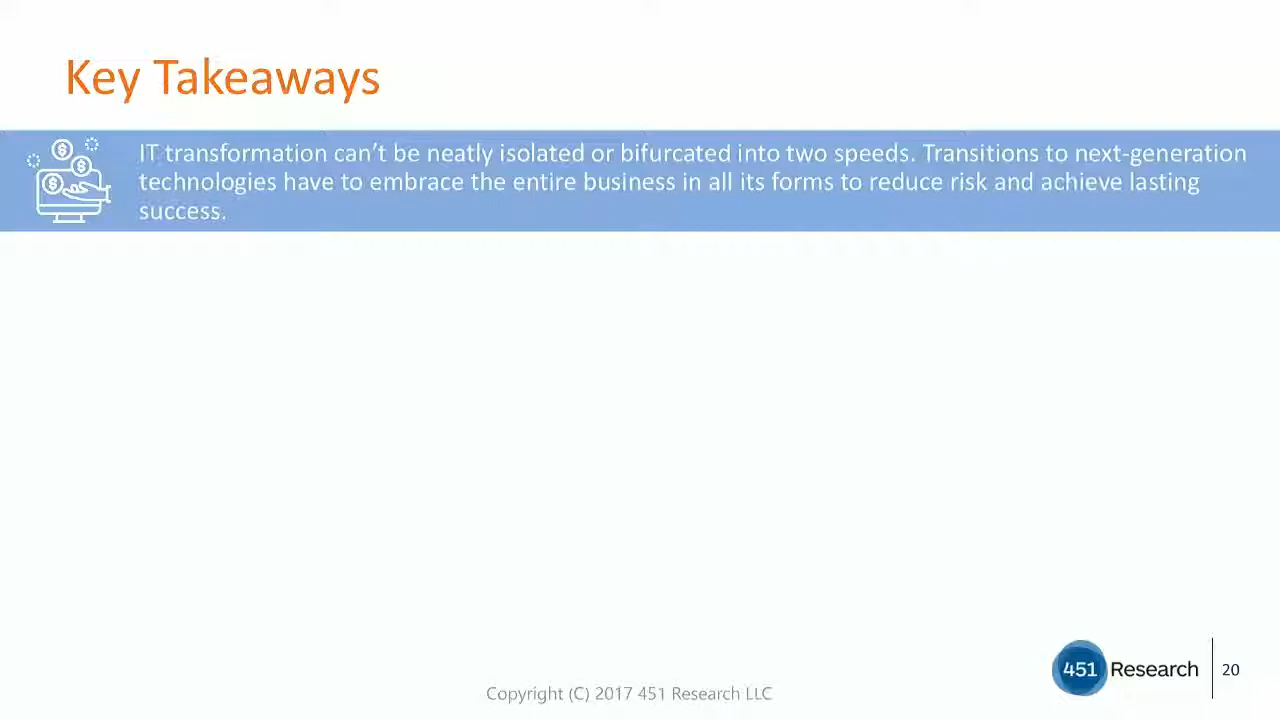 Key Takeaways
IT transformation can’t be neatly isolated or bifurcated into two speeds. Transitions to next-generation
technologies have to embrace the entire business in all its forms to reduce risk and achieve lasting
success.
451 Research
20
Copyright (C) 2017 451 Research LLC